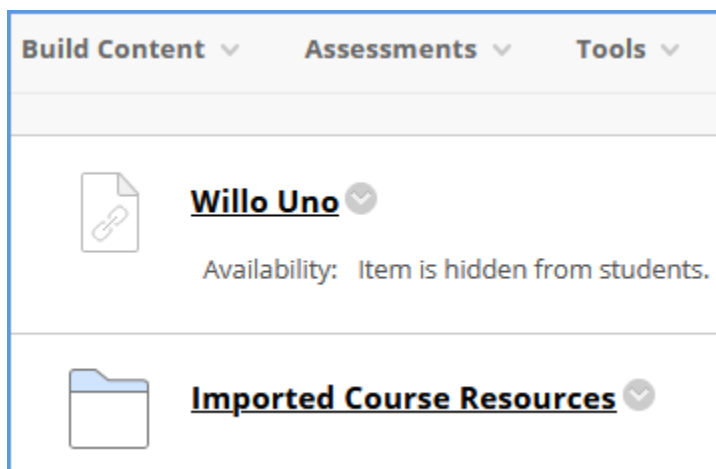 Build Content Assessments Tools
Willo Uno
Availability: Item is hidden from students.
Imported Course Resources